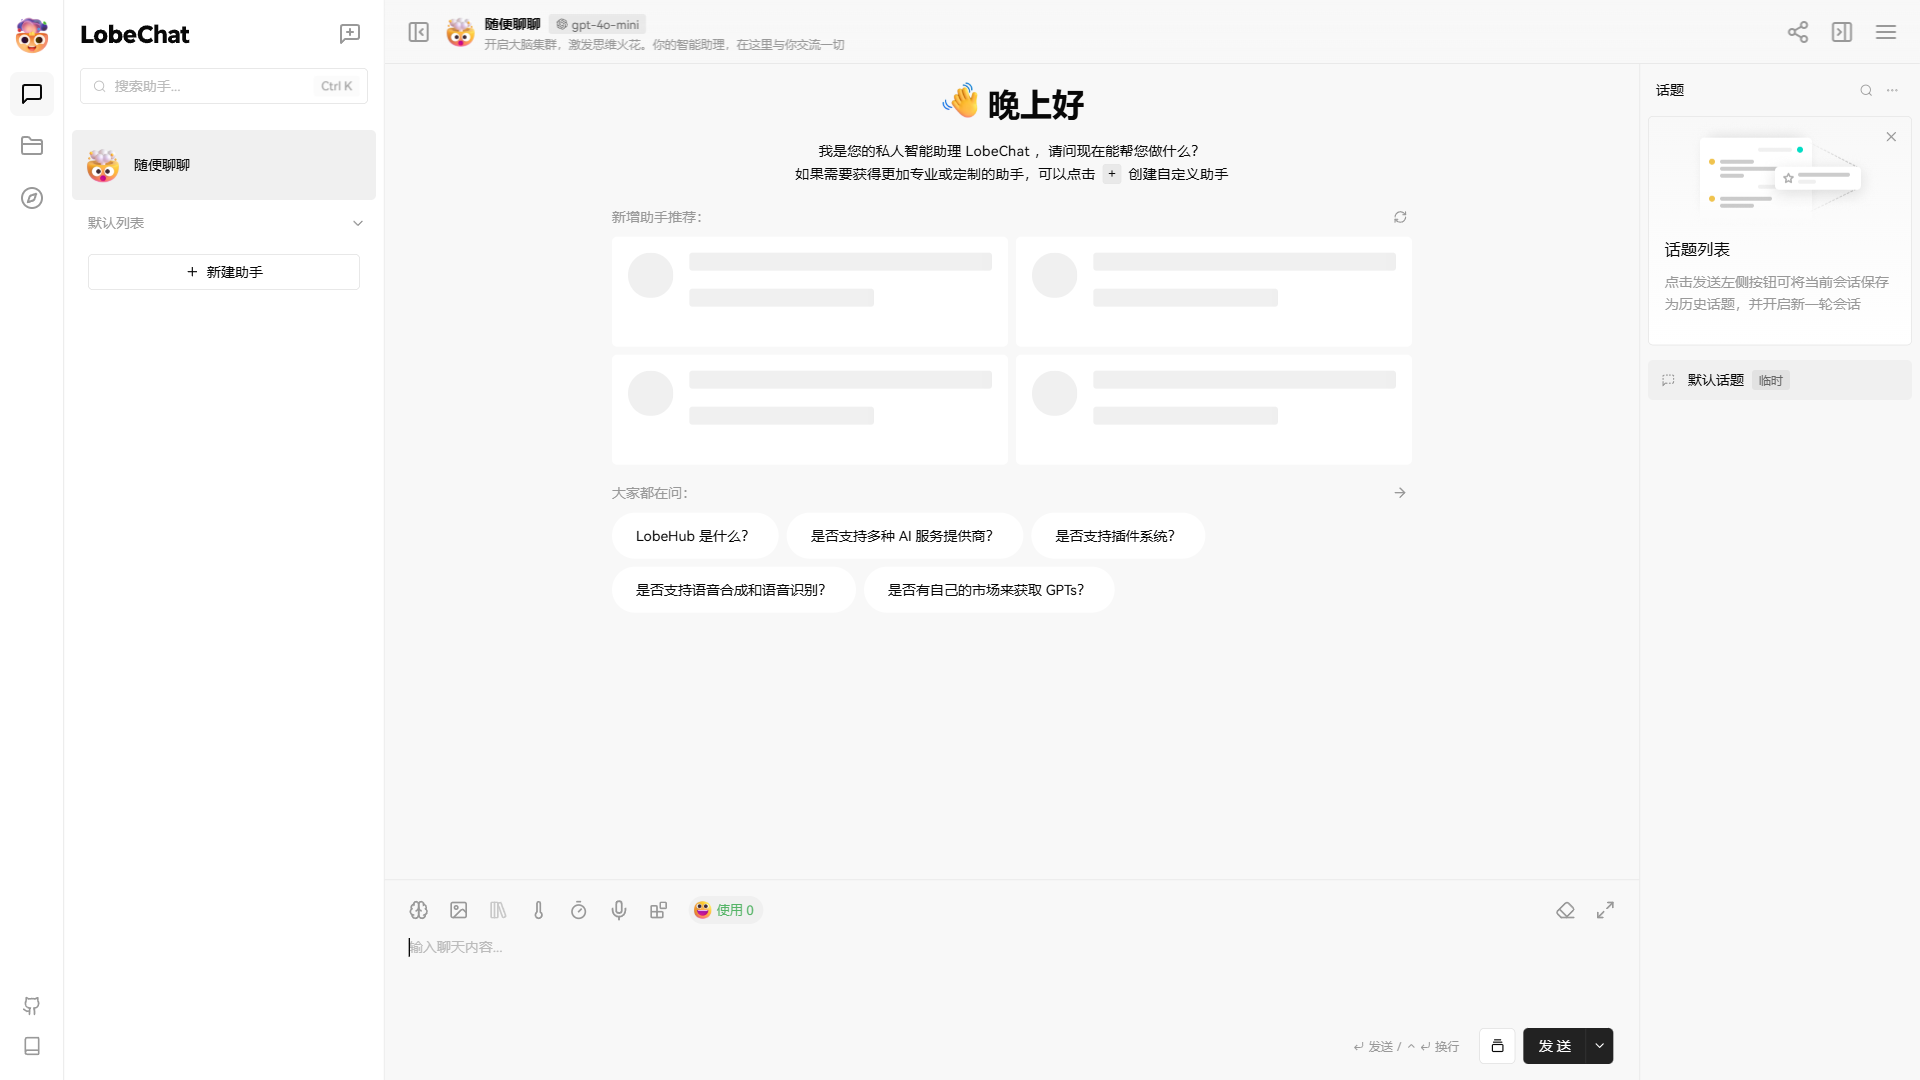 LobeChat
搜索助手...
Ctrl K
随便聊聊
默认列表
新建助手
随便聊聊
gpt-4o-mini
开启大脑集群，激发思维火花。你的智能助理，在这里与你交流一切
晚上好
我是您的私人智能助理 LobeChat ，请问现在能帮您做什么？
如果需要获得更加专业或定制的助手，可以点击 + 创建自定义助手
新增助手推荐：
大家都在问：
LobeHub 是什么？
是否支持多种 AI 服务提供商？
是否支持插件系统？
是否支持语音合成和语音识别？
是否有自己的市场来获取 GPTs？
使用 0
输入聊天内容...
发送 / 换行
发 送
话题
话题列表
点击发送左侧按钮可将当前会话保存
为历史话题，并开启新一轮会话
默认话题
临时